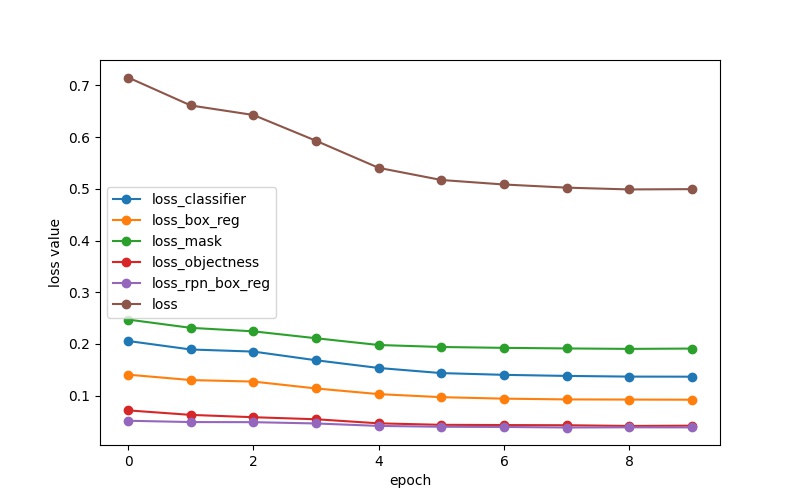 0.7
0.6
0.5
0.4
0.3
0.2
0.1
loss value
loss_classifier
loss_box_reg
loss_mask
loss_objectness
loss_rpn_box_reg
loss
0 2 4 6 8
epoch